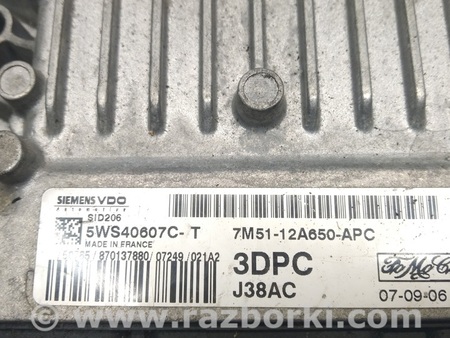 SIEMENS VDO
SID206
5WS40607C-T 7M51-12A650-APC
MADE IN FRANCE
870137880/07249/021A2
3DPC
J38AC
FoMoCo
07-09-06
www.razborki.com